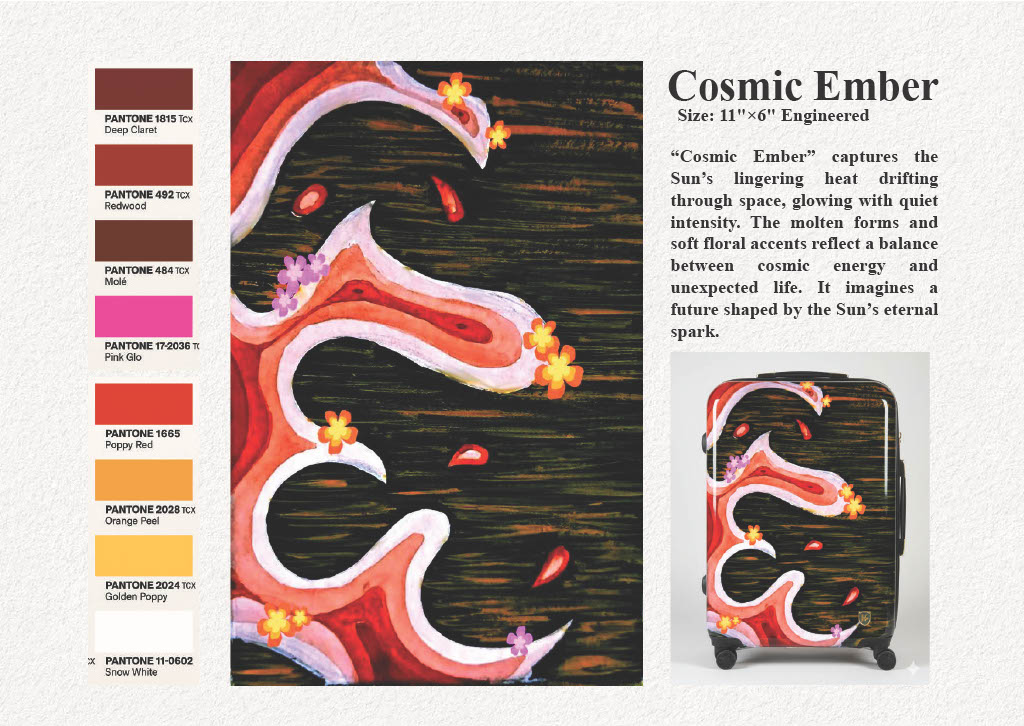 PANTONE 1815 Tcx
Deep Claret
PANTONE 492 TCX
Redwood
PANTONE 484 TCX
Molé
PANTONE 17-2036 TC
Pink Glo
PANTONE 1665
Poppy Red
PANTONE 2028 TCX
Orange Peel
PANTONE 2024 TCX
Golden Poppy
CX PANTONE 11-0602
Snow White
Cosmic Ember
Size: 11"×6" Engineered
“Cosmic Ember” captures the
Sun’s lingering heat drifting
through space, glowing with quiet
intensity. The molten forms and
soft floral accents reflect a balance
between cosmic energy and
unexpected life. It imagines a
future shaped by the Sun’s eternal
spark.